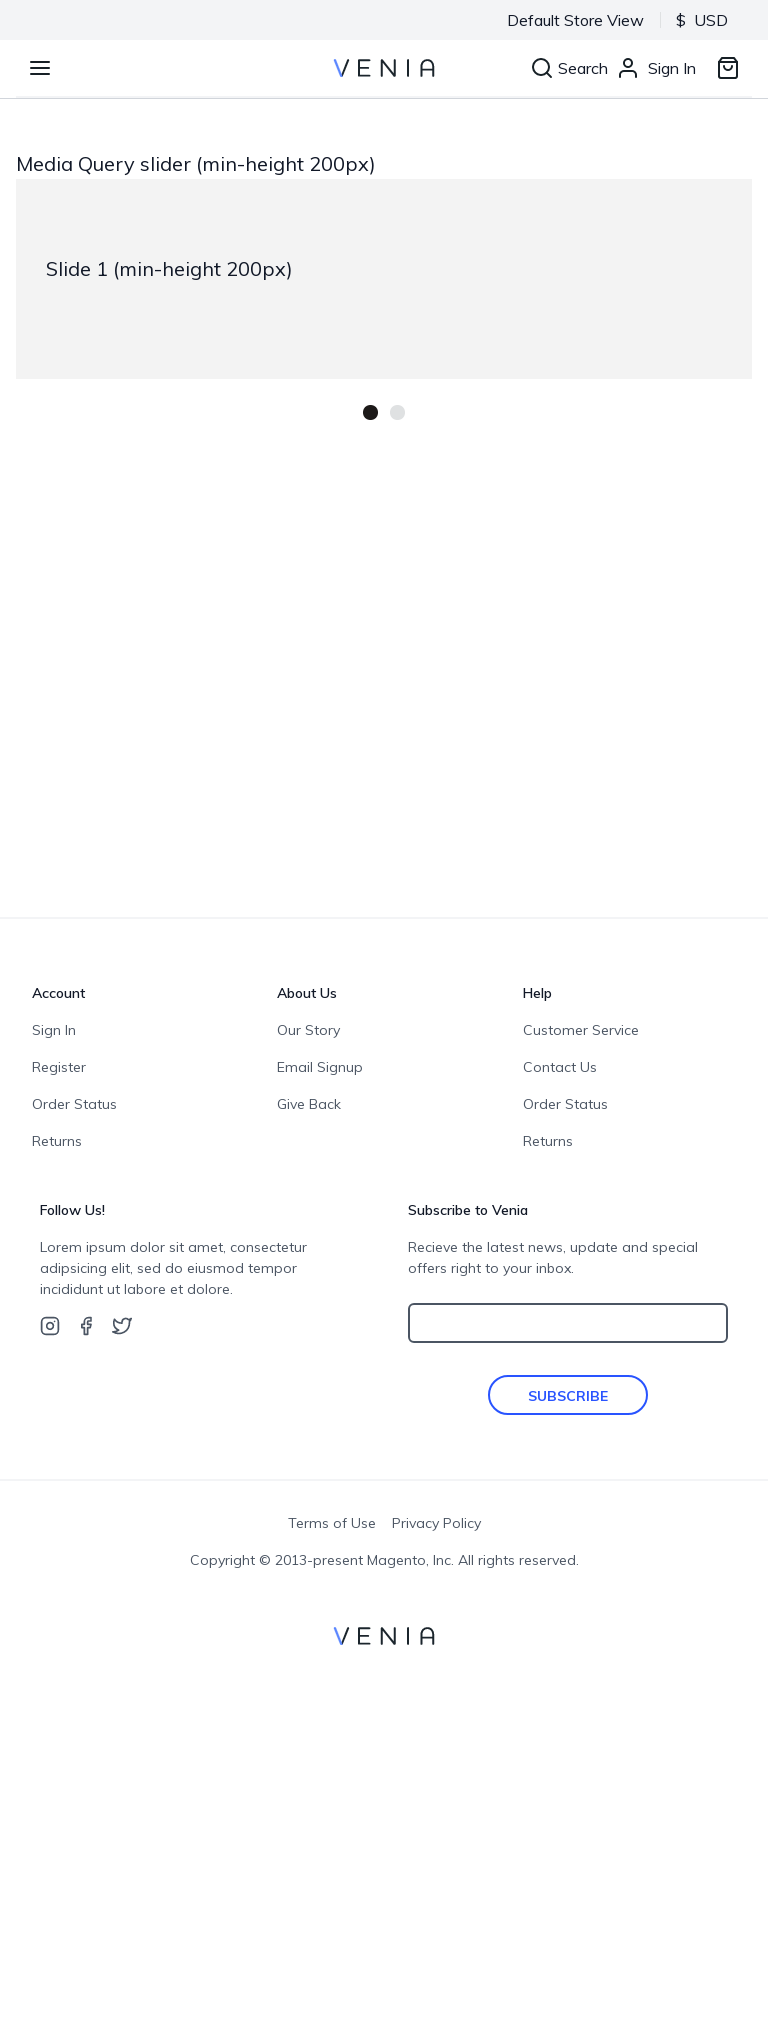 Default Store View
$ USD
VENIA
Search
Sign In
Media Query slider (min-height 200px)
Slide 1 (min-height 200px)
Account
Sign In
Register
Order Status
Returns
About Us
Our Story
Email Signup
Give Back
Help
Customer Service
Contact Us
Order Status
Returns
Follow Us!
Lorem ipsum dolor sit amet, consectetur
adipsicing elit, sed do eiusmod tempor
incididunt ut labore et dolore.
Subscribe to Venia
Recieve the latest news, update and special
offers right to your inbox.
SUBSCRIBE
Terms of Use Privacy Policy
Copyright © 2013-present Magento, Inc. All rights reserved.
VENIA